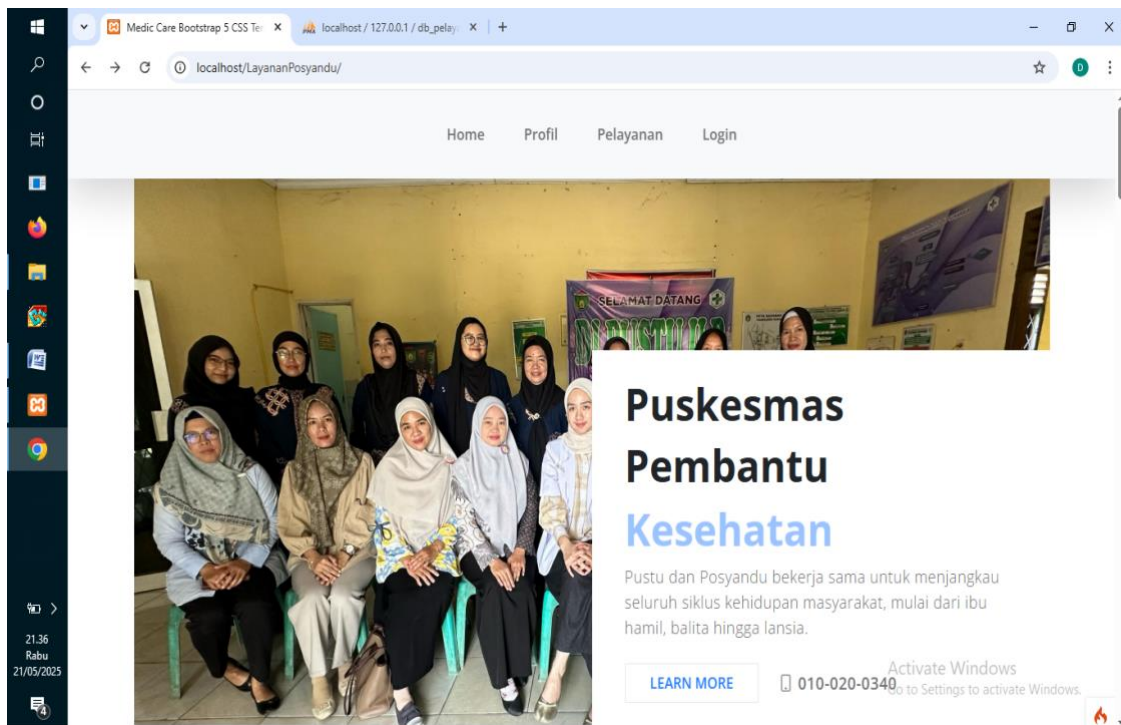 Medic Care Bootstrap 5 CSS Te
localhost / 127.0.0.1 / db_pelay
localhost/LayananPosyandu/
D
Home Profil Pelayanan Login
SELAMAT DATANG
Puskesmas
Pembantu
Kesehatan
Pustu dan Posyandu bekerja sama untuk menjangkau
seluruh siklus kehidupan masyarakat, mulai dari ibu
hamil, balita hingga lansia.
LEARN MORE
010-020-0340
Activate Windows
Go to Settings to activate Windows.
21.36
Rabu
21/05/2025
4